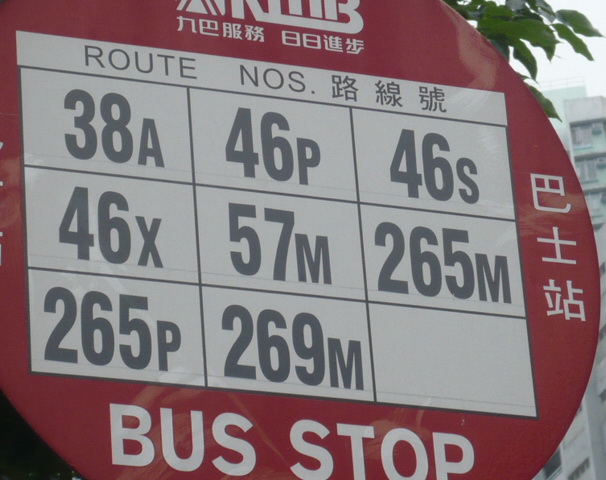 KMB
九巴服務 日日進步
ROUTE NOS. 路線號
38A 46P 46S
46X 57M 265M
265P 269M
巴士站
BUS STOP